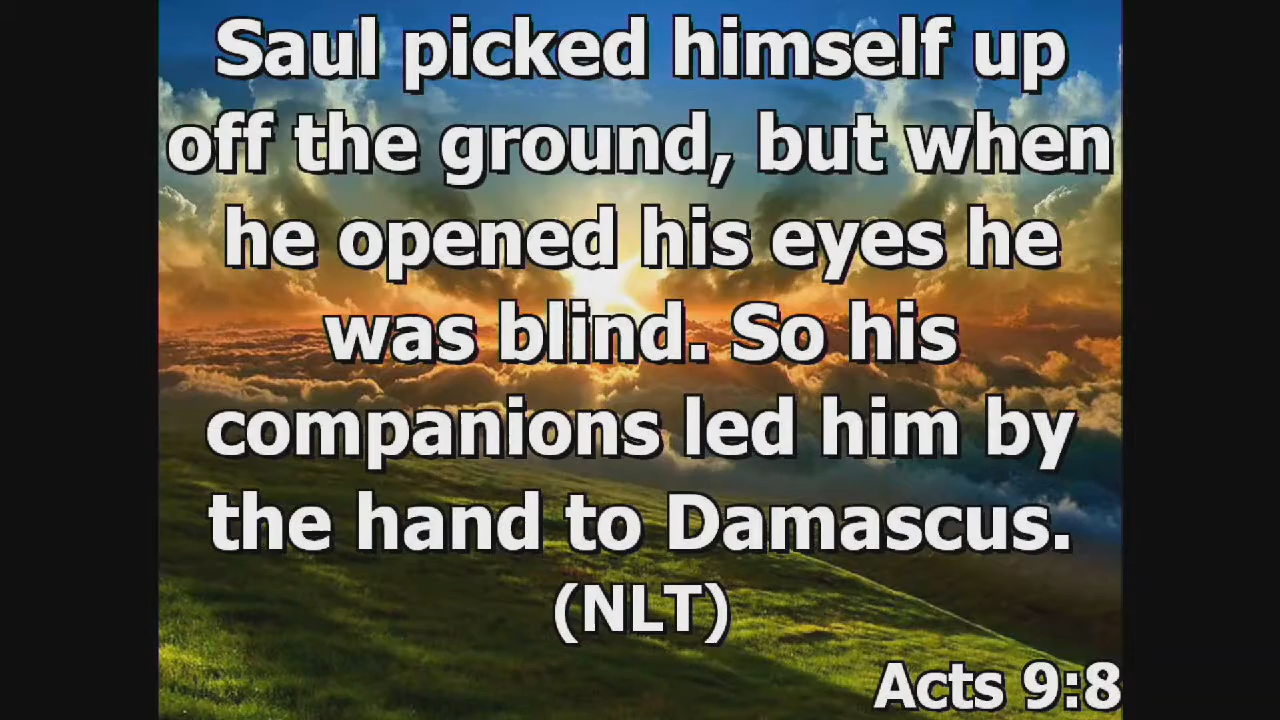 Saul picked himself up
off the ground, but when
he opened his eyes he
was blind. So his
companions led him by
the hand to Damascus.
(NLT)
Acts 9:8